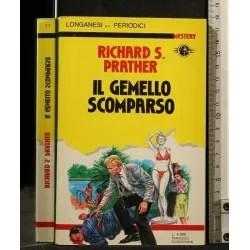 LONGANESI & C. PERIODICI
MYSTERY
RICHARD S.
PRATHER
IL GEMELLO
SCOMPARSO
IL GEMELLO SCOMPARSO
RICHARD S. PRATHER